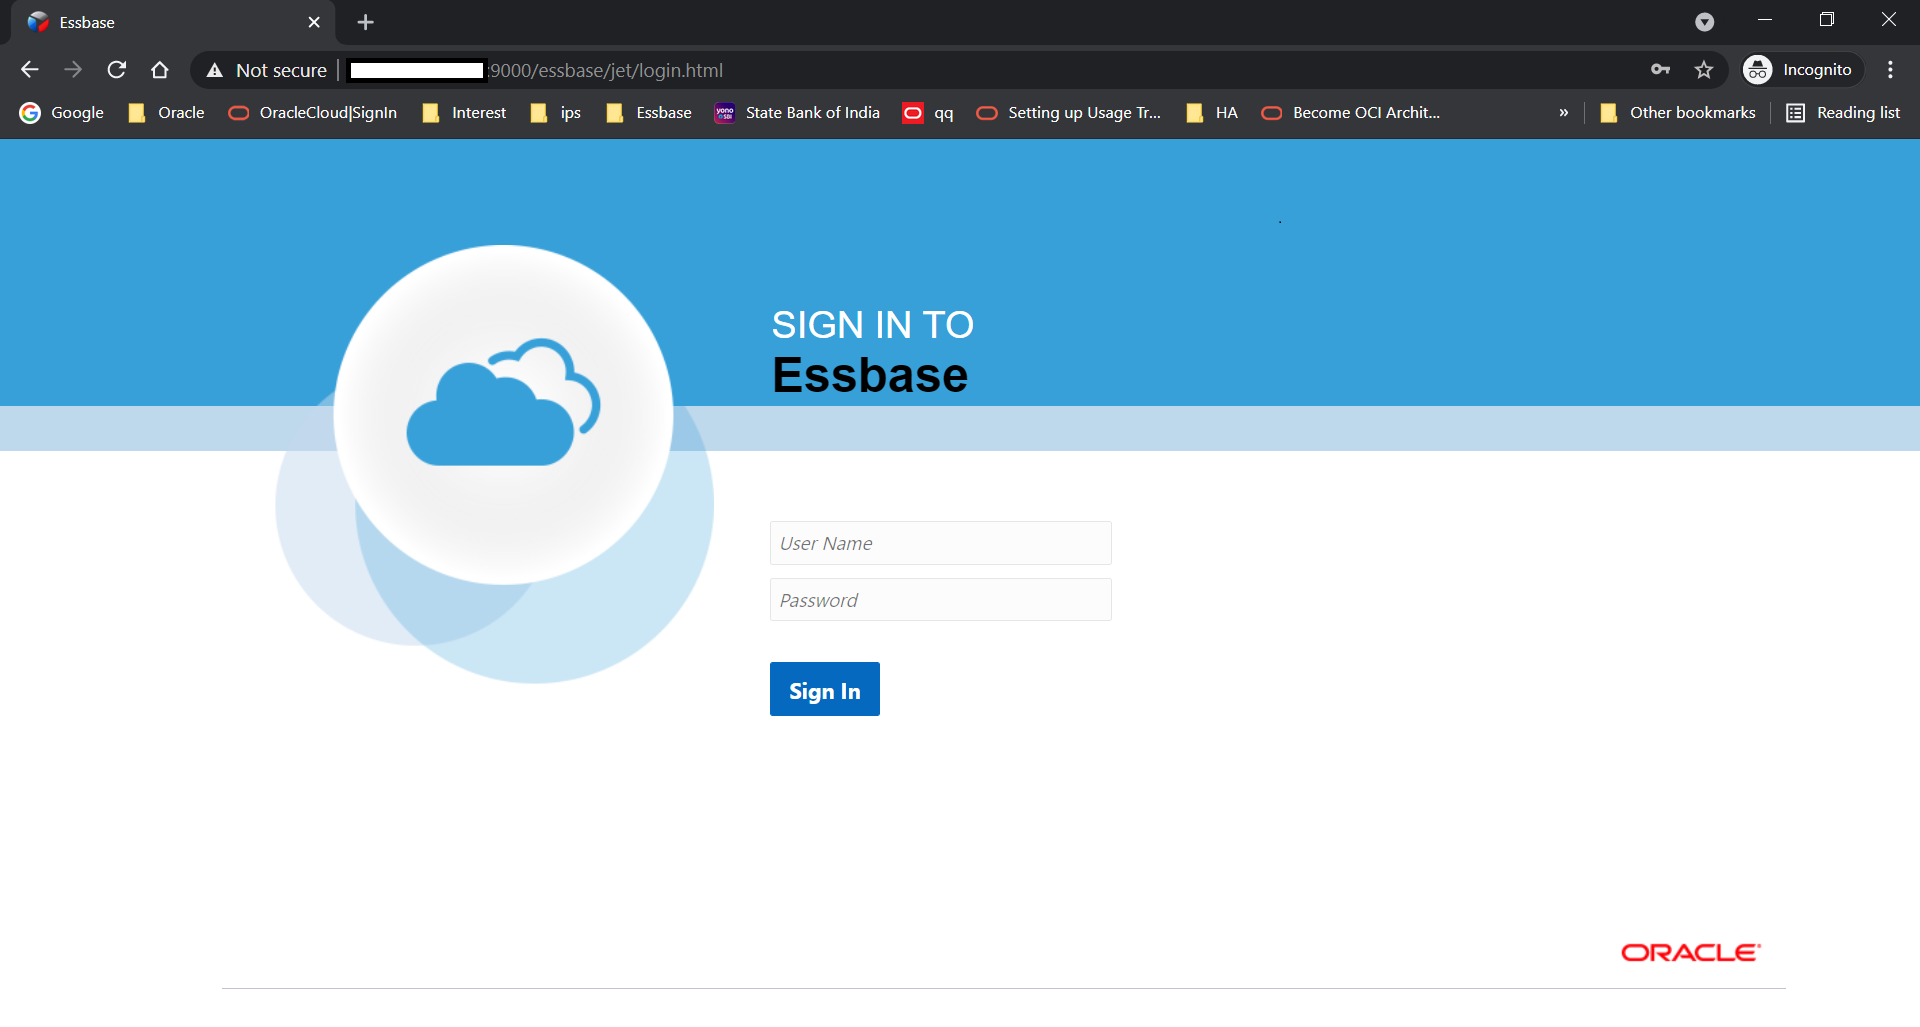 Essbase
Not secure :9000/essbase/jet/login.html Incognito
Google Oracle OracleCloud|SignIn Interest ips Essbase yono SBI State Bank of India qq Setting up Usage Tr... HA Become OCI Archit... » Other bookmarks Reading list
SIGN IN TO
Essbase
User Name
Password
Sign In
ORACLE